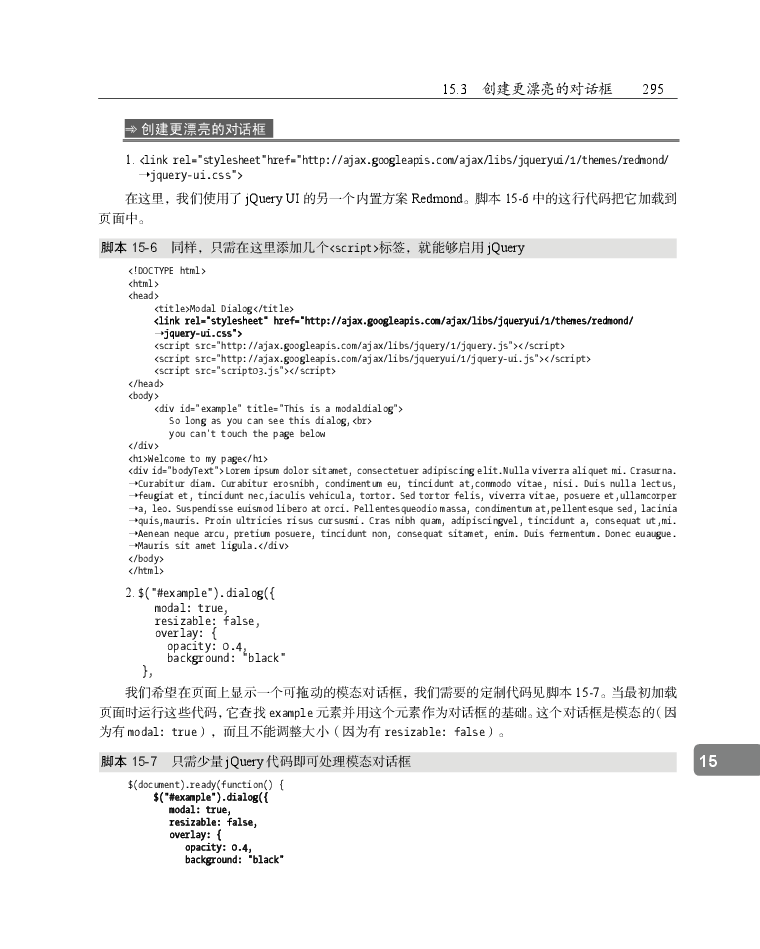 15.3 创建更漂亮的对话框 295
➾ 创建更漂亮的对话框
1. <link rel="stylesheet"href="http://ajax.googleapis.com/ajax/libs/jqueryui/1/themes/redmond/
→jquery-ui.css">
在这里，我们使用了 jQuery UI 的另一个内置方案 Redmond。脚本 15-6 中的这行代码把它加载到
页面中。
脚本 15-6 同样，只需在这里添加几个<script>标签，就能够启用 jQuery
<!DOCTYPE html>
<html>
<head>
<title>Modal Dialog</title>
<link rel="stylesheet" href="http://ajax.googleapis.com/ajax/libs/jqueryui/1/themes/redmond/
→jquery-ui.css">
<script src="http://ajax.googleapis.com/ajax/libs/jquery/1/jquery.js"></script>
<script src="http://ajax.googleapis.com/ajax/libs/jqueryui/1/jquery-ui.js"></script>
<script src="script03.js"></script>
</head>
<body>
<div id="example" title="This is a modaldialog">
So long as you can see this dialog,<br>
you can't touch the page below
</div>
<h1>Welcome to my page</h1>
<div id="bodyText">Lorem ipsum dolor sitamet, consectetuer adipiscing elit.Nulla viverra aliquet mi. Crasurna.
→Curabitur diam. Curabitur erosnibh, condimentum eu, tincidunt at,commodo vitae, nisi. Duis nulla lectus,
→feugiat et, tincidunt nec,iaculis vehicula, tortor. Sed tortor felis, viverra vitae, posuere et,ullamcorper
→a, leo. Suspendisse euismod libero at orci. Pellentesqueodio massa, condimentum at,pellentesque sed, lacinia
→quis,mauris. Proin ultricies risus cursusmi. Cras nibh quam, adipiscingvel, tincidunt a, consequat ut,mi.
→Aenean neque arcu, pretium posuere, tincidunt non, consequat sitamet, enim. Duis fermentum. Donec euaugue.
→Mauris sit amet ligula.</div>
</body>
</html>
2. $("#example").dialog({
modal: true,
resizable: false,
overlay: {
opacity: 0.4,
background: "black"
},
我们希望在页面上显示一个可拖动的模态对话框，我们需要的定制代码见脚本 15-7。当最初加载
页面时运行这些代码，它查找 example 元素并用这个元素作为对话框的基础。这个对话框是模态的（因
为有 modal: true），而且不能调整大小（因为有 resizable: false）。
脚本 15-7 只需少量 jQuery 代码即可处理模态对话框
15
$(document).ready(function() {
$("#example").dialog({
modal: true,
resizable: false,
overlay: {
opacity: 0.4,
background: "black"